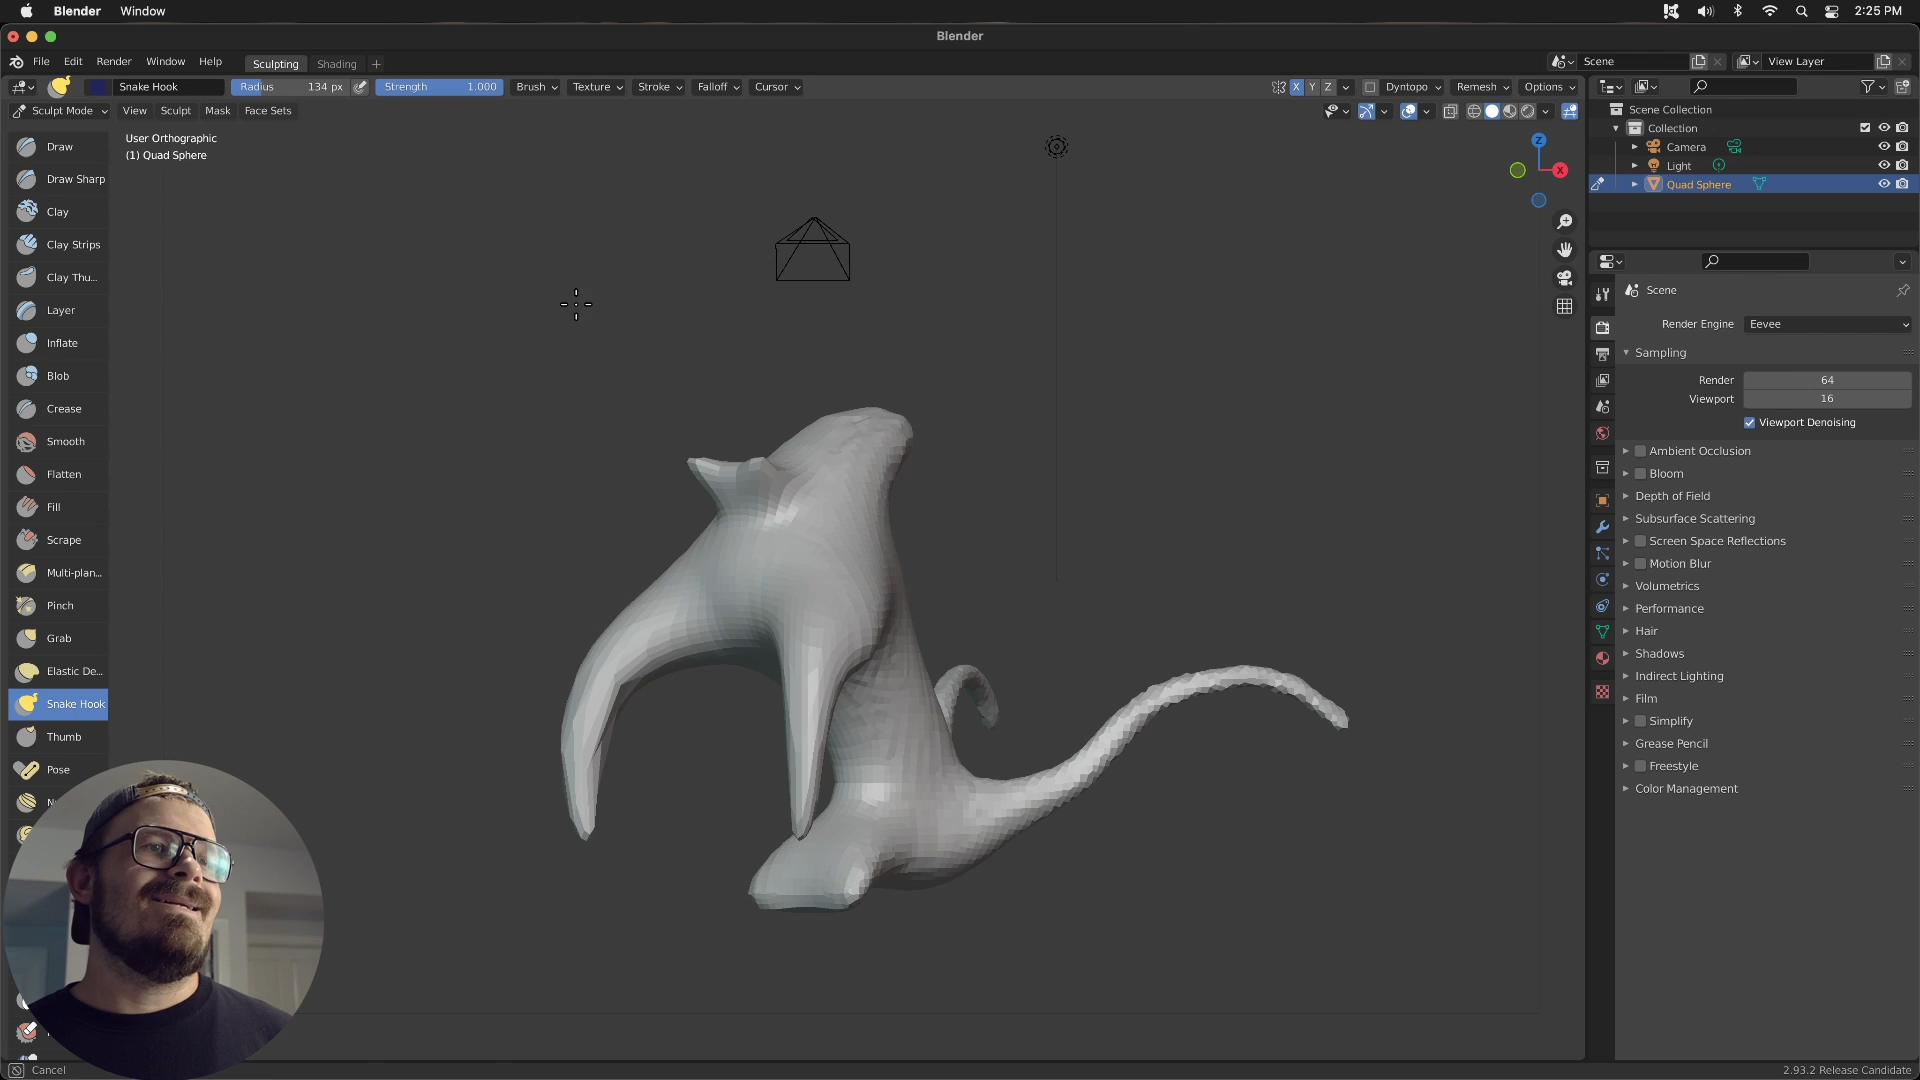 Blender Window 2:25 PM
Blender
File Edit Render Window Help Sculpting Shading + Scene View Layer
Snake Hook Radius 134 px Strength 1.000 Brush Texture Stroke Falloff Cursor X Y Z Dyntopo Remesh Options
Sculpt Mode View Sculpt Mask Face Sets
User Orthographic
(1) Quad Sphere
Z
X
Draw
Draw Sharp
Clay
Clay Strips
Clay Thu...
Layer
Inflate
Blob
Crease
Smooth
Flatten
Fill
Scrape
Multi-plan...
Pinch
Grab
Elastic De...
Snake Hook
Thumb
Pose
Scene Collection
Collection
Camera
Light
Quad Sphere
Scene
Render Engine Eevee
Sampling
Render 64
Viewport 16
Viewport Denoising
Ambient Occlusion
Bloom
Depth of Field
Subsurface Scattering
Screen Space Reflections
Motion Blur
Volumetrics
Performance
Hair
Shadows
Indirect Lighting
Film
Simplify
Grease Pencil
Freestyle
Color Management
Cancel 2.93.2 Release Candidate